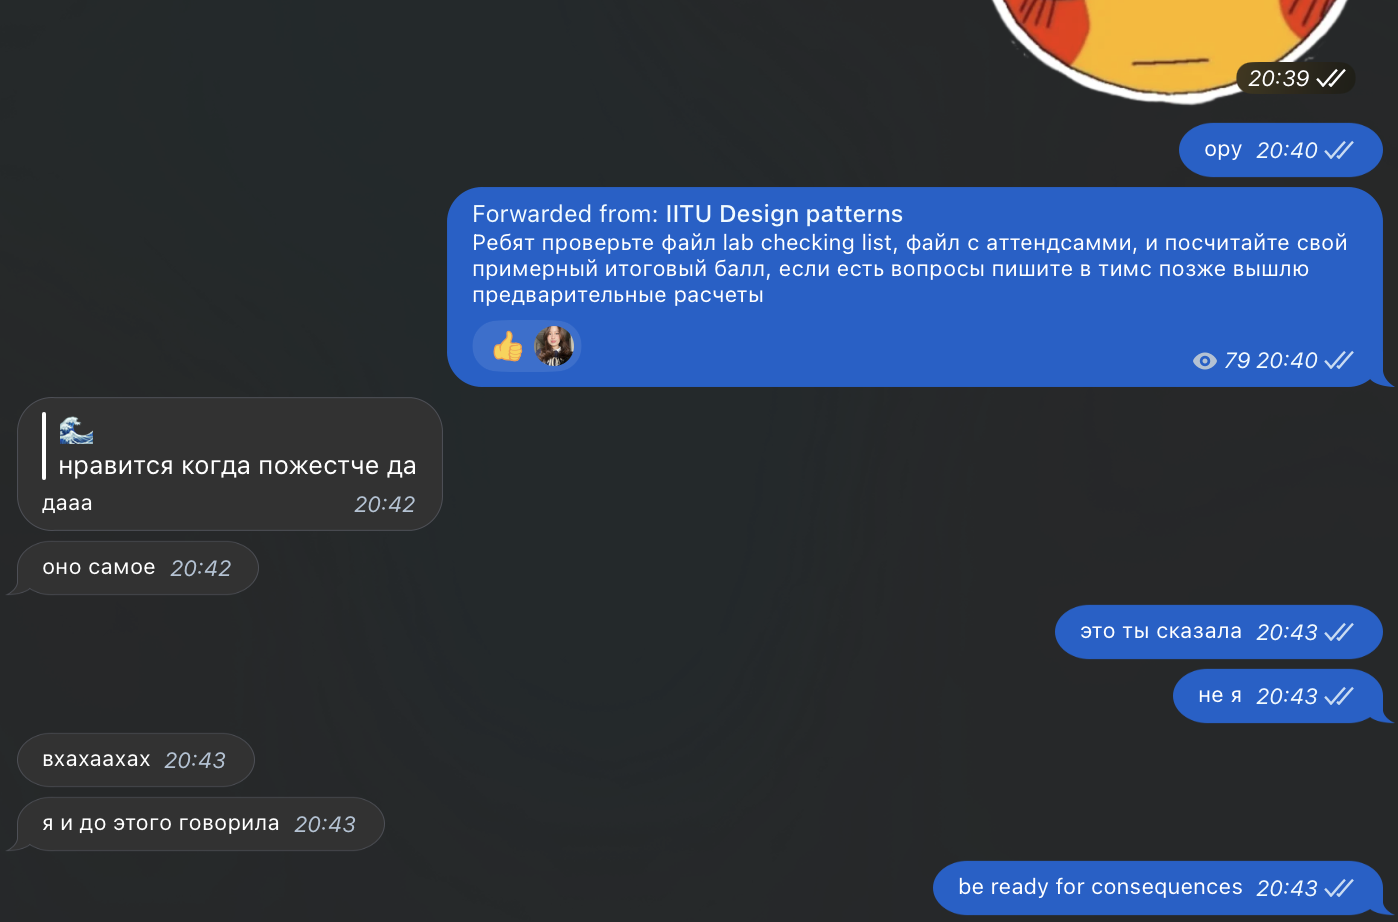 20:39
ору 20:40
Forwarded from: IITU Design patterns
Ребят проверьте файл lab checking list, файл с аттендсамми, и посчитайте свой
примерный итоговый балл, если есть вопросы пишите в тимс позже вышлю
предварительные расчеты
79 20:40
нравится когда пожестче да
дааа 20:42
оно самое 20:42
это ты сказала 20:43
не я 20:43
вхахаахах 20:43
я и до этого говорила 20:43
be ready for consequences 20:43